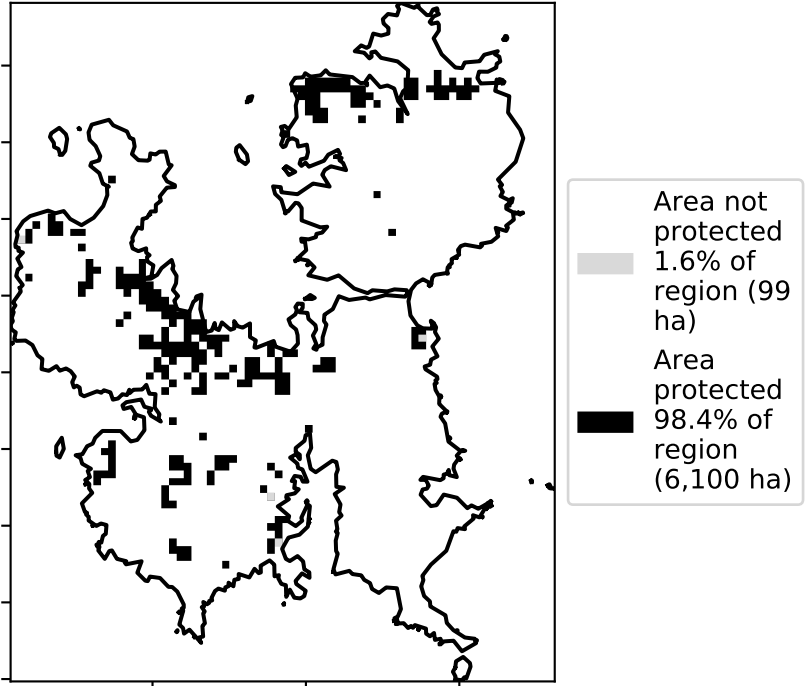 Area not
protected
1.6% of
region (99
ha)
Area
protected
98.4% of
region
(6,100 ha)